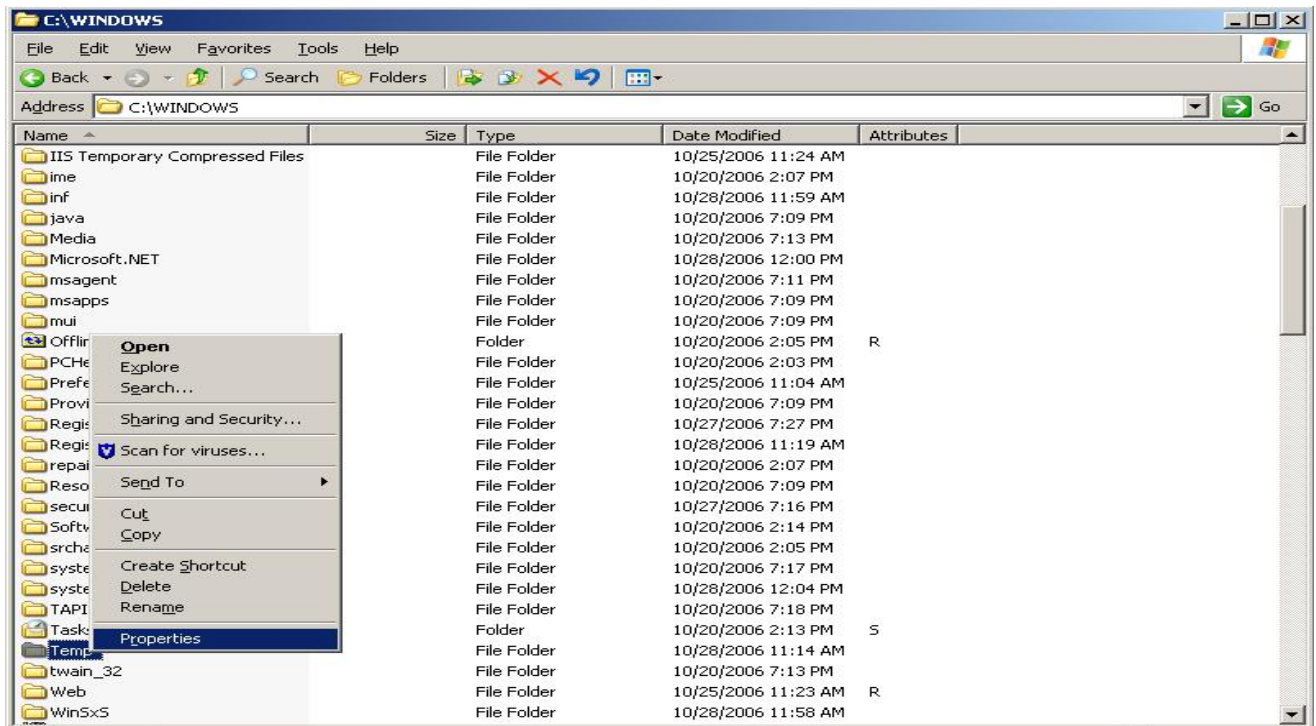 C:\WINDOWS
File Edit View Favorites Tools Help
Back Search Folders
Address C:\WINDOWS Go
Name Size Type Date Modified Attributes
IIS Temporary Compressed Files File Folder 10/25/2006 11:24 AM
ime File Folder 10/20/2006 2:07 PM
inf File Folder 10/28/2006 11:59 AM
java File Folder 10/20/2006 7:09 PM
Media File Folder 10/20/2006 7:13 PM
Microsoft.NET File Folder 10/28/2006 12:00 PM
msagent File Folder 10/20/2006 7:11 PM
msapps File Folder 10/20/2006 7:09 PM
mui File Folder 10/20/2006 7:09 PM
Offlin Folder 10/20/2006 2:05 PM R
PCHe File Folder 10/20/2006 2:03 PM
Prefe File Folder 10/25/2006 11:04 AM
Provi File Folder 10/20/2006 7:09 PM
Regis File Folder 10/27/2006 7:27 PM
Regis File Folder 10/28/2006 11:19 AM
repai File Folder 10/20/2006 2:07 PM
Reso File Folder 10/20/2006 7:09 PM
secur File Folder 10/27/2006 7:16 PM
Softw File Folder 10/20/2006 2:14 PM
srcha File Folder 10/20/2006 2:05 PM
syste File Folder 10/20/2006 7:17 PM
syste File Folder 10/28/2006 12:04 PM
TAPI File Folder 10/20/2006 7:18 PM
Task Folder 10/20/2006 2:13 PM S
Temp File Folder 10/28/2006 11:14 AM
twain_32 File Folder 10/20/2006 7:13 PM
Web File Folder 10/25/2006 11:23 AM R
WinSxS File Folder 10/28/2006 11:58 AM
Open
Explore
Search...
Sharing and Security...
Scan for viruses...
Send To
Cut
Copy
Create Shortcut
Delete
Rename
Properties